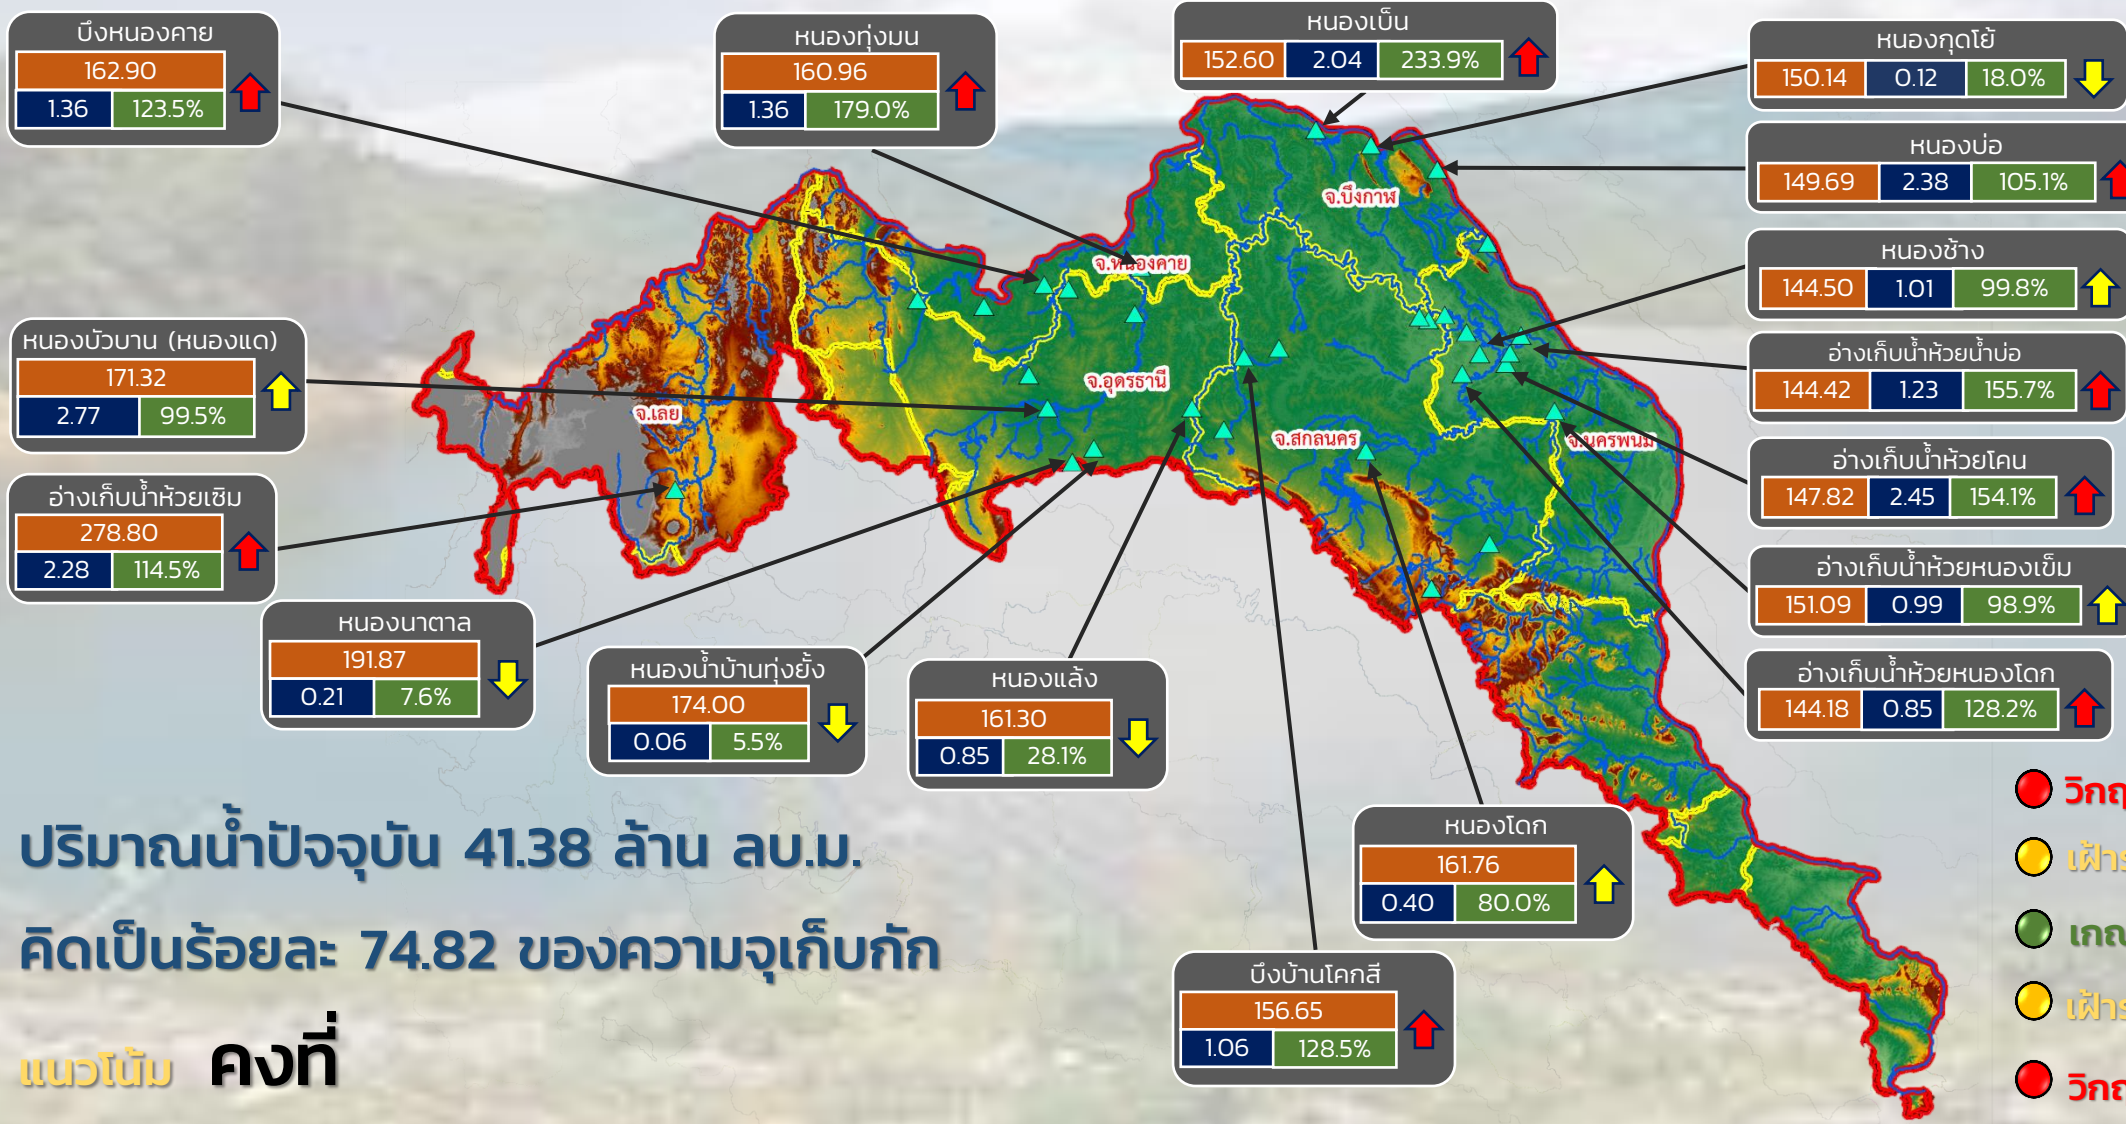 บึงหนองคาย
162.90
1.36 123.5%
หนองทุ่งมน
160.96
1.36 179.0%
หนองเบ็น
152.60 2.04 233.9%
หนองกุดโย้
150.14 0.12 18.0%
หนองบ่อ
149.69 2.38 105.1%
หนองช้าง
144.50 1.01 99.8%
อ่างเก็บน้ำห้วยน้ำบ่อ
144.42 1.23 155.7%
อ่างเก็บน้ำห้วยโคน
147.82 2.45 154.1%
อ่างเก็บน้ำห้วยหนองเข็ม
151.09 0.99 98.9%
อ่างเก็บน้ำห้วยหนองโดก
144.18 0.85 128.2%
หนองบัวบาน (หนองแด)
171.32
2.77 99.5%
อ่างเก็บน้ำห้วยเชิม
278.80
2.28 114.5%
หนองนาตาล
191.87
0.21 7.6%
หนองน้ำบ้านทุ่งยั้ง
174.00
0.06 5.5%
หนองแล้ง
161.30
0.85 28.1%
หนองโดก
161.76
0.40 80.0%
บึงบ้านโคกสี
156.65
1.06 128.5%
จ.บึงกาฬ
จ.หนองคาย
จ.อุดรธานี
จ.เลย
จ.สกลนคร
จ.นครพนม
ปริมาณน้ำปัจจุบัน 41.38 ล้าน ลบ.ม.
คิดเป็นร้อยละ 74.82 ของความจุเก็บกัก
แนวโน้ม คงที่